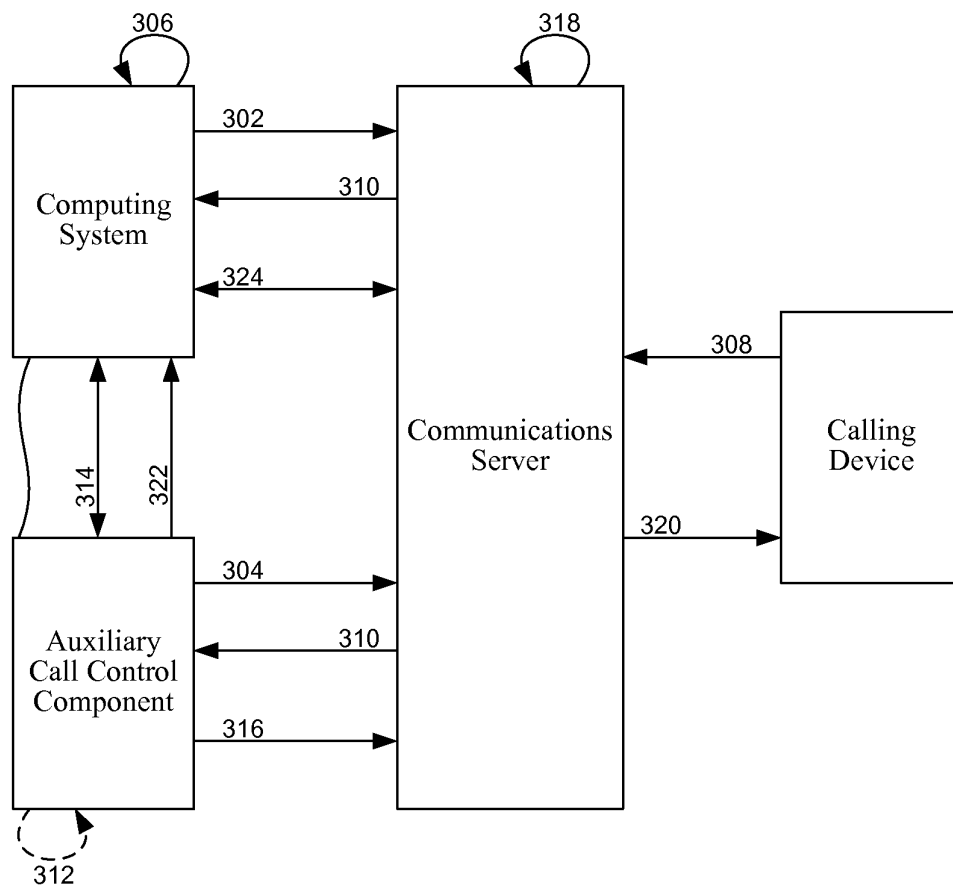 306
318
302
310
Computing
System
324
308
Communications
Server
Calling
Device
314
322
320
304
Auxiliary
Call Control
Component
310
316
312